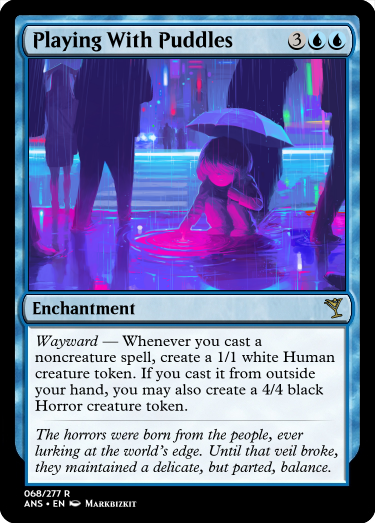 Playing With Puddles 3
Enchantment
Wayward — Whenever you cast a
noncreature spell, create a 1/1 white Human
creature token. If you cast it from outside
your hand, you may also create a 4/4 black
Horror creature token.
The horrors were born from the people, ever
lurking at the world's edge. Until that veil broke,
they maintained a delicate, but parted, balance.
068/277 R
ANS • EN Markbizkit